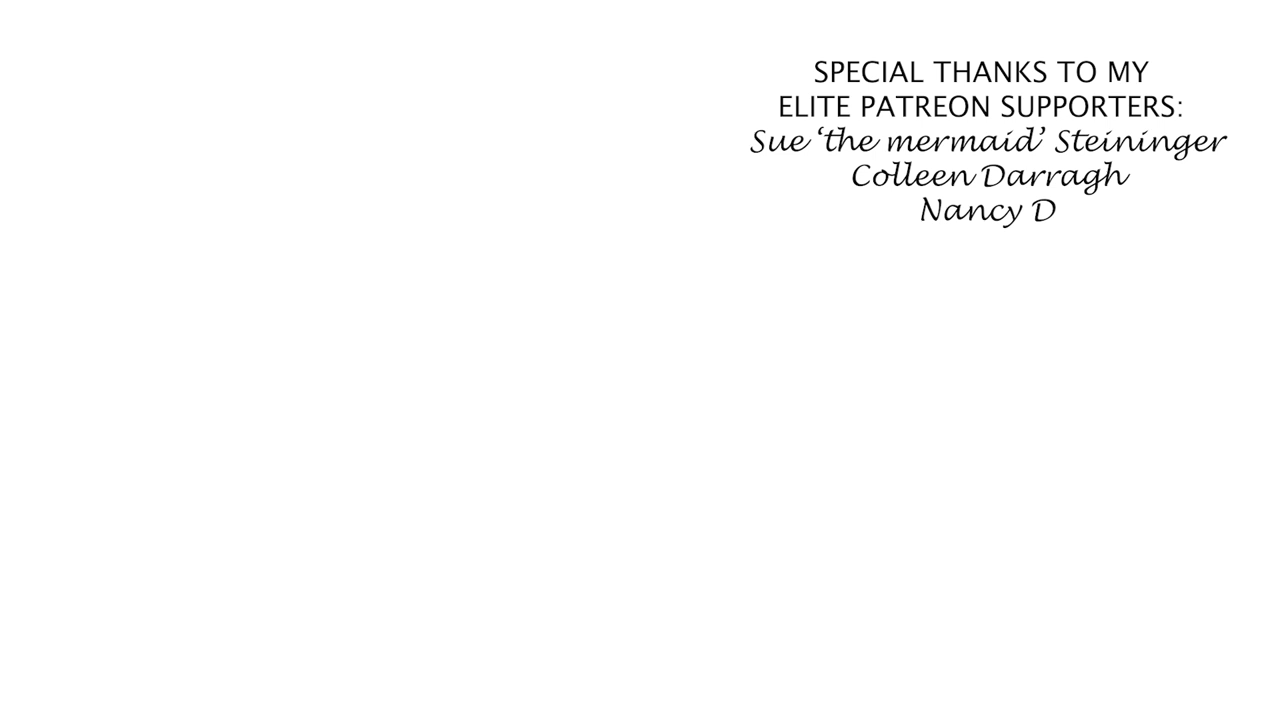 SPECIAL THANKS TO MY
ELITE PATREON SUPPORTERS:
Sue ‘the mermaid’ Steininger
Colleen Darragh
Nancy D